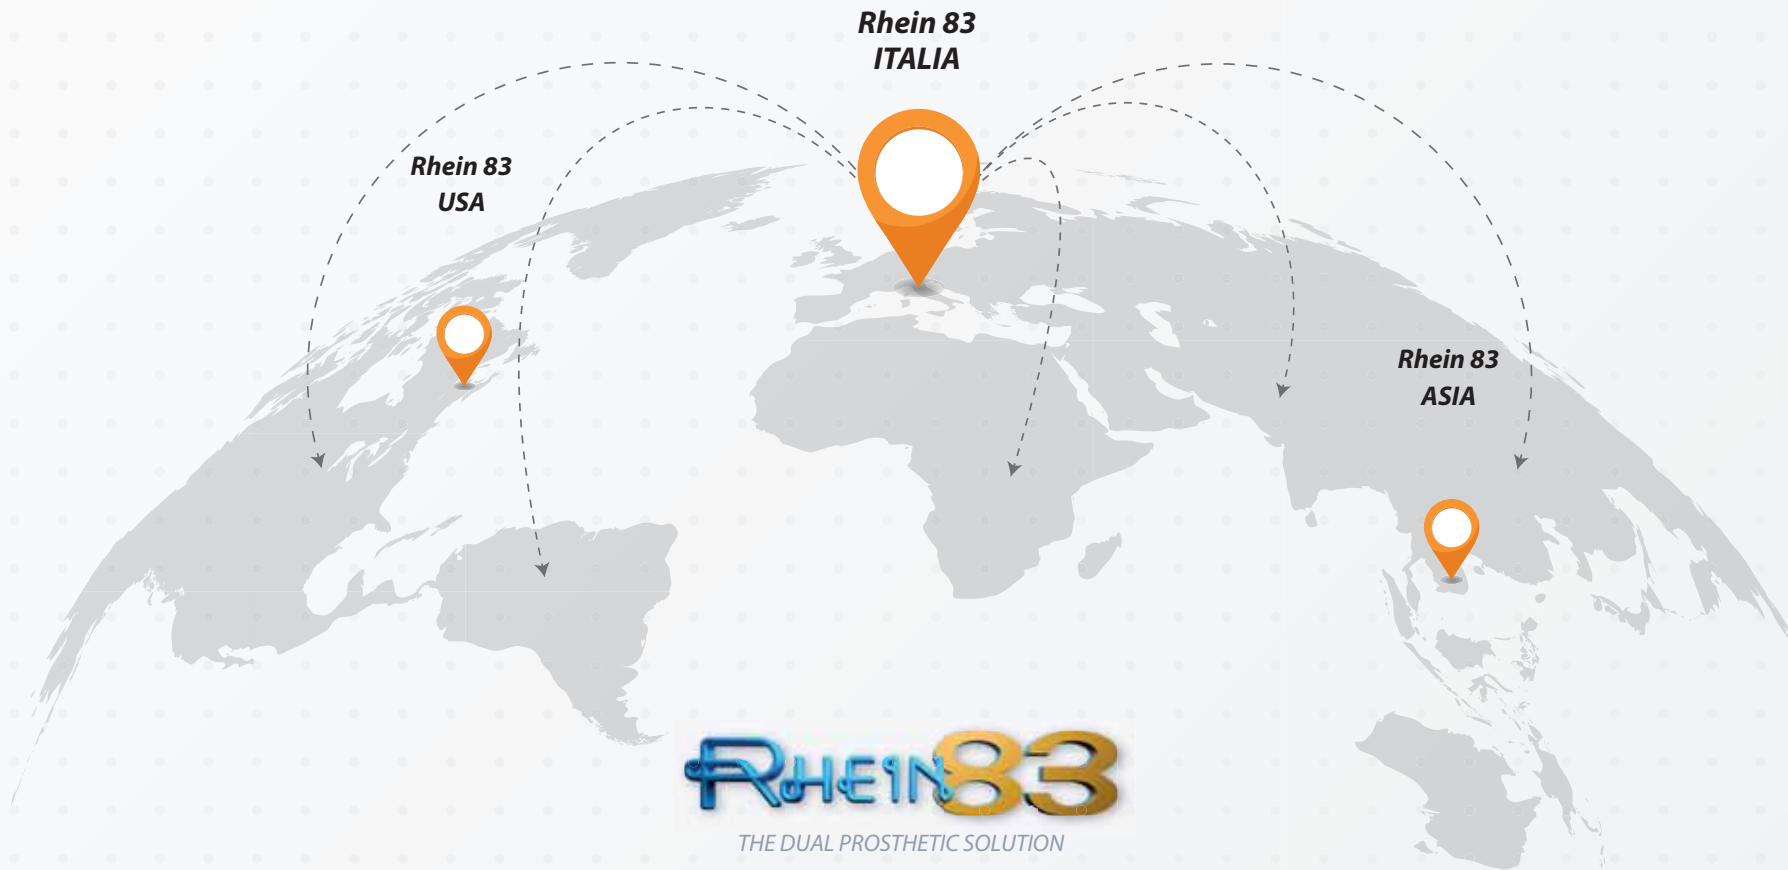 Rhein 83
ITALIA
Rhein 83
USA
Rhein 83
ASIA
RHEIN83
THE DUAL PROSTHETIC SOLUTION